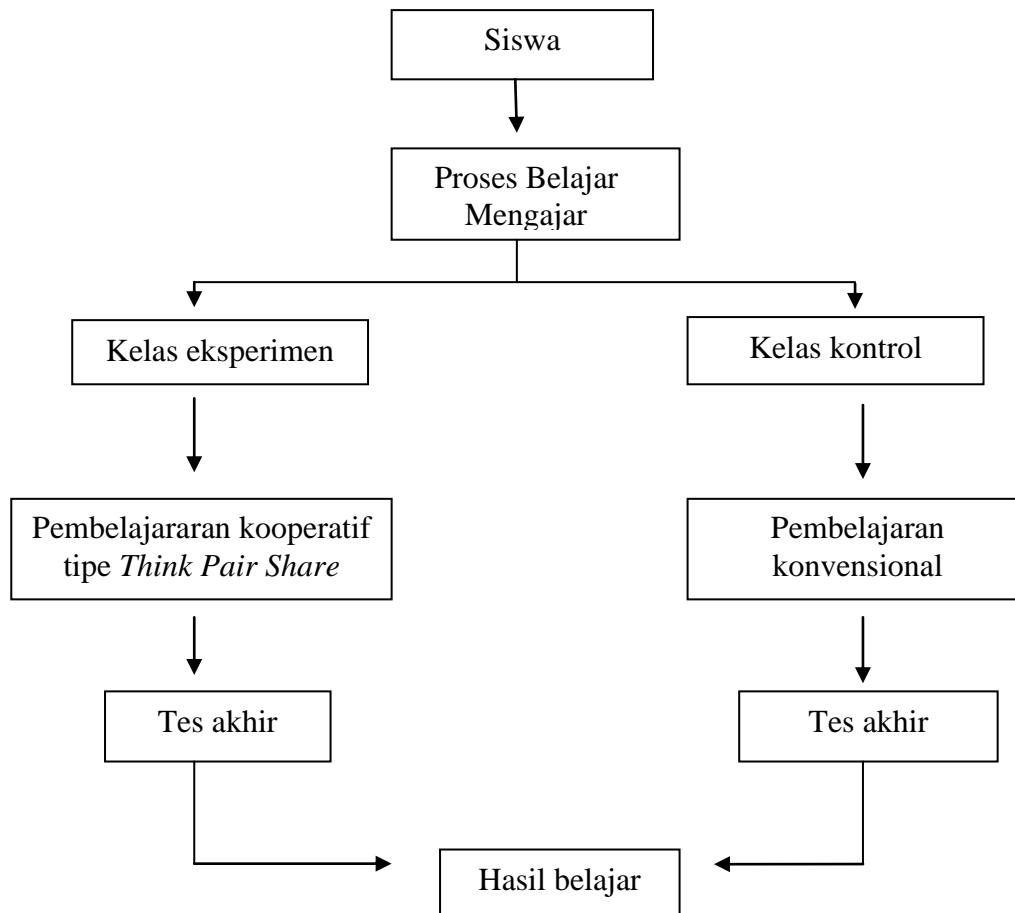 Siswa
Proses Belajar
Mengajar
Kelas eksperimen
Kelas kontrol
Pembelajararan kooperatif
tipe Think Pair Share
Pembelajaran
konvensional
Tes akhir
Tes akhir
Hasil belajar